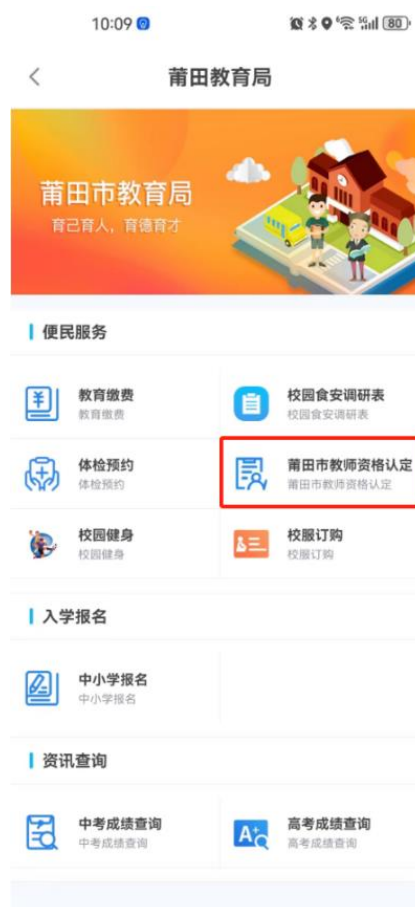 10:09
5G
80
莆田教育局
莆田市教育局
育己育人，育德育才
便民服务
教育缴费
教育缴费
校园食安调研表
校园食安调研表
体检预约
体检预约
莆田市教师资格认定
莆田市教师资格认定
校园健身
校园健身
校服订购
校服订购
入学报名
中小学报名
中小学报名
资讯查询
中考成绩查询
中考成绩查询
A+
高考成绩查询
高考成绩查询